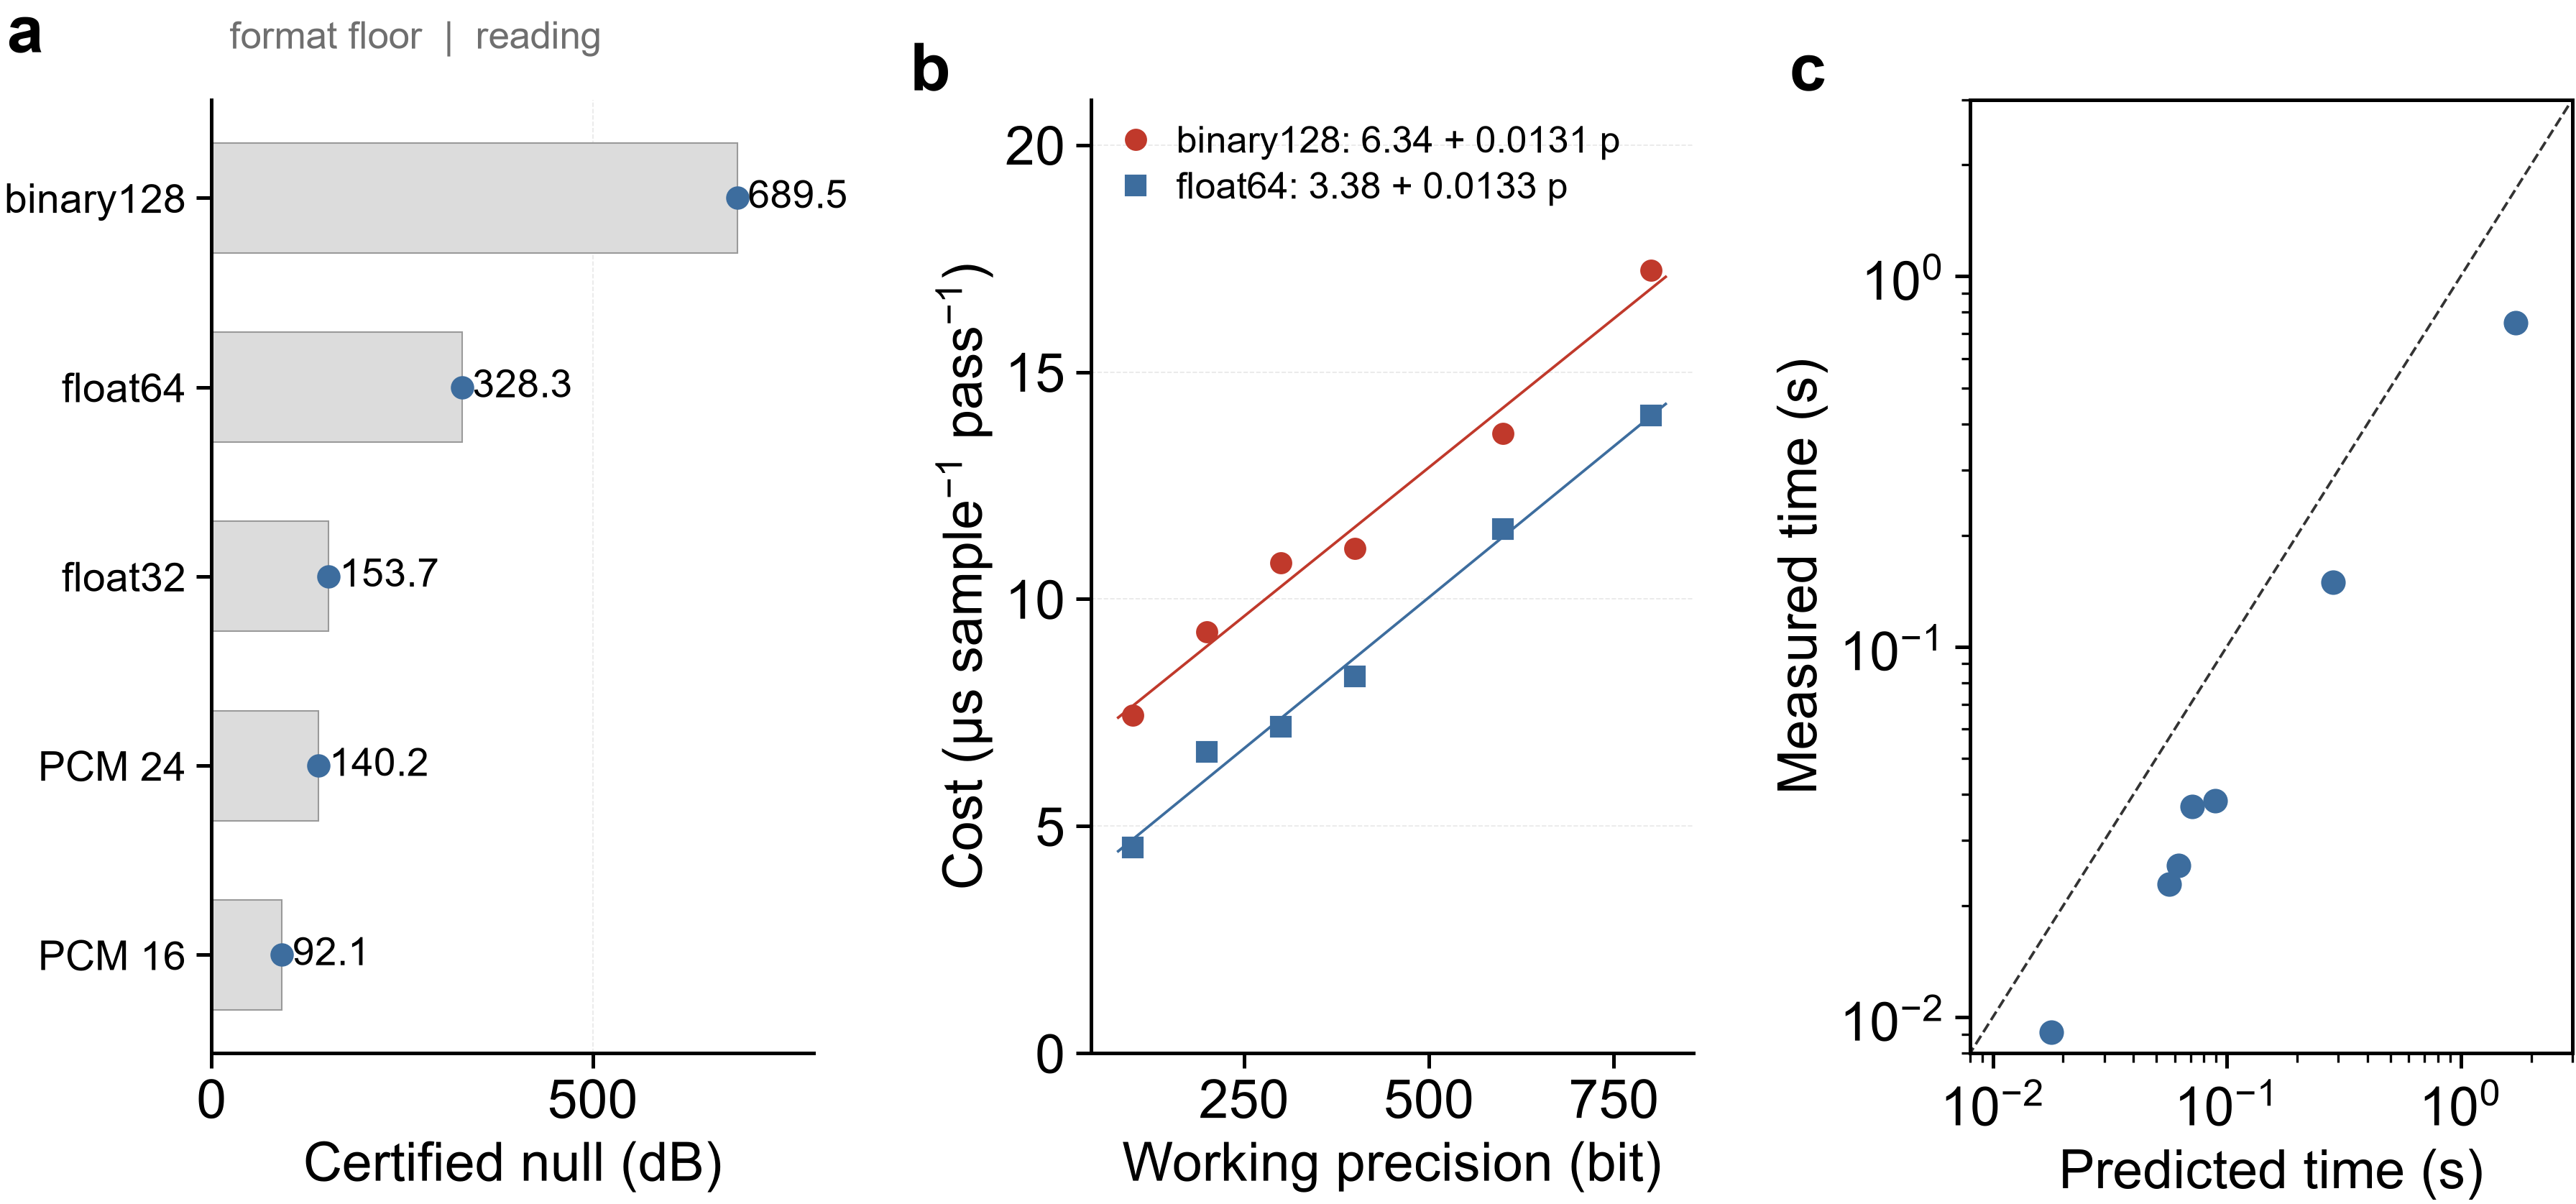 a
format floor | reading
binary128
float64
float32
PCM 24
PCM 16
689.5
328.3
153.7
140.2
92.1
0
500
Certified null (dB)
b
binary128: 6.34 + 0.0131 p
float64: 3.38 + 0.0133 p
20
15
10
5
0
Cost (µs sample⁻¹ pass⁻¹)
250
500
750
Working precision (bit)
c
10⁰
10⁻¹
10⁻²
Measured time (s)
10⁻²
10⁻¹
10⁰
Predicted time (s)